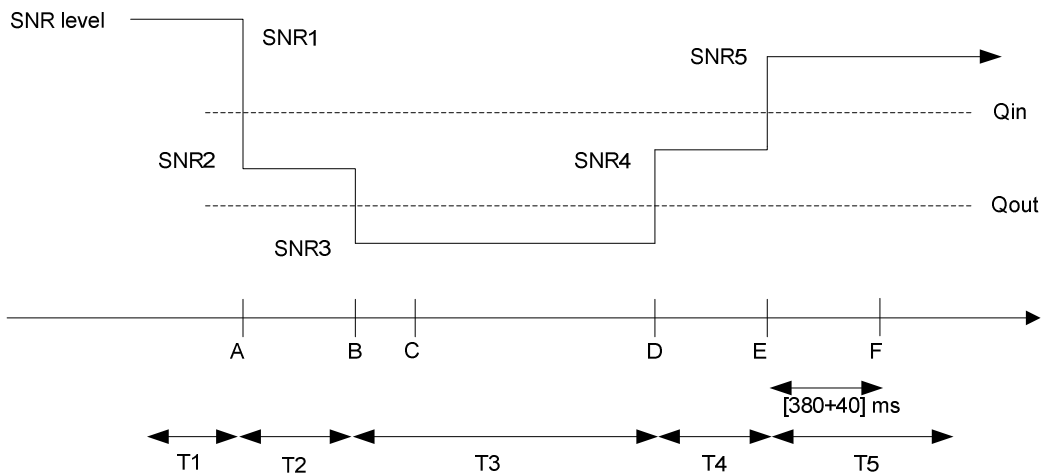 SNR level
SNR1
SNR5
Qin
SNR2
SNR4
Qout
SNR3
A
B
C
D
E
F
[380+40] ms
T1
T2
T3
T4
T5